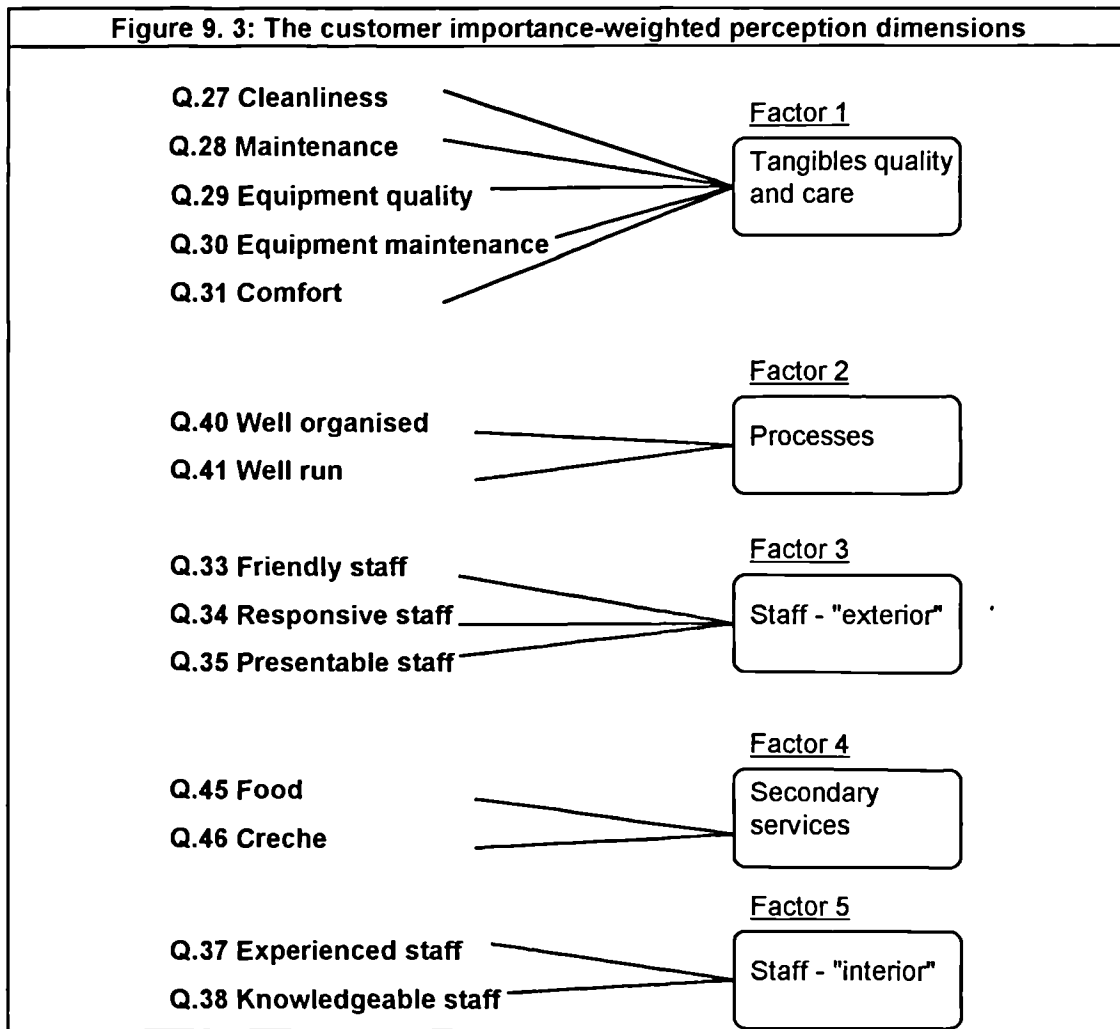 Figure 9. 3: The customer importance-weighted perception dimensions
Q.27 Cleanliness
Q.28 Maintenance
Q.29 Equipment quality
Q.30 Equipment maintenance
Q.31 Comfort
Factor 1
Tangibles quality
and care
Q.40 Well organised
Q.41 Well run
Factor 2
Processes
Q.33 Friendly staff
Q.34 Responsive staff
Q.35 Presentable staff
Factor 3
Staff - "exterior"
Q.45 Food
Q.46 Creche
Factor 4
Secondary
services
Q.37 Experienced staff
Q.38 Knowledgeable staff
Factor 5
Staff - "interior"